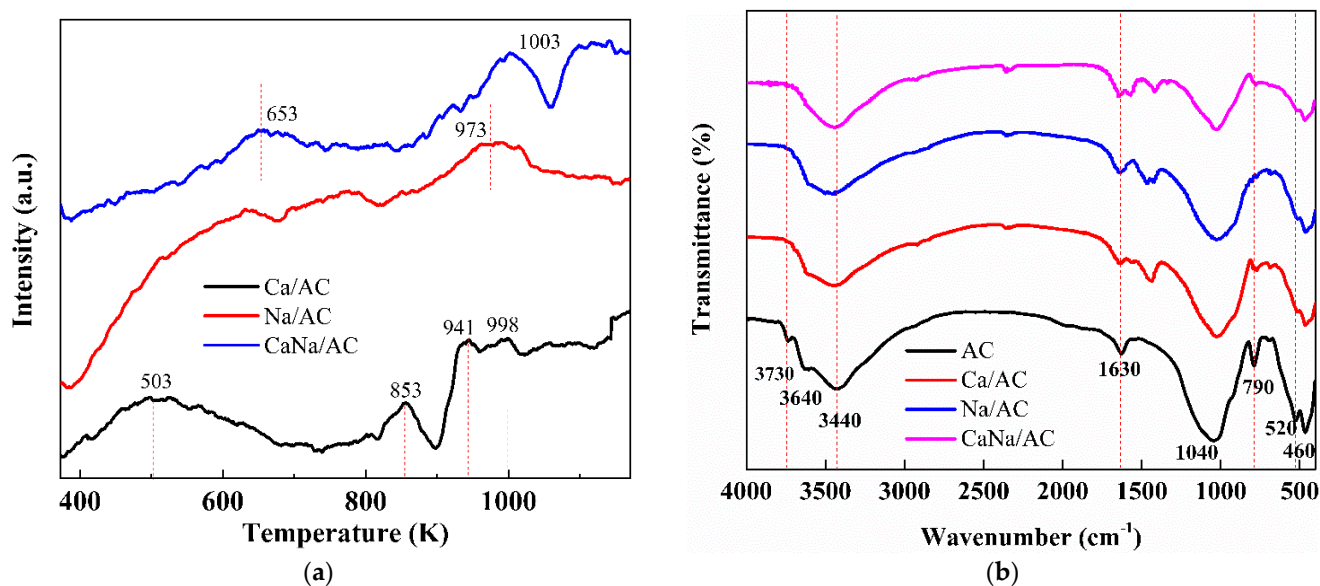 1003
653
973
Intensity (a.u.)
Ca/AC
Na/AC
CaNa/AC
941
998
503
853
400
600
800
1000
Temperature (K)
(a)
Transmittance (%)
AC
Ca/AC
Na/AC
CaNa/AC
3730
3640
3440
1630
1040
790
520
460
4000
3500
3000
2500
2000
1500
1000
500
Wavenumber (cm⁻¹)
(b)